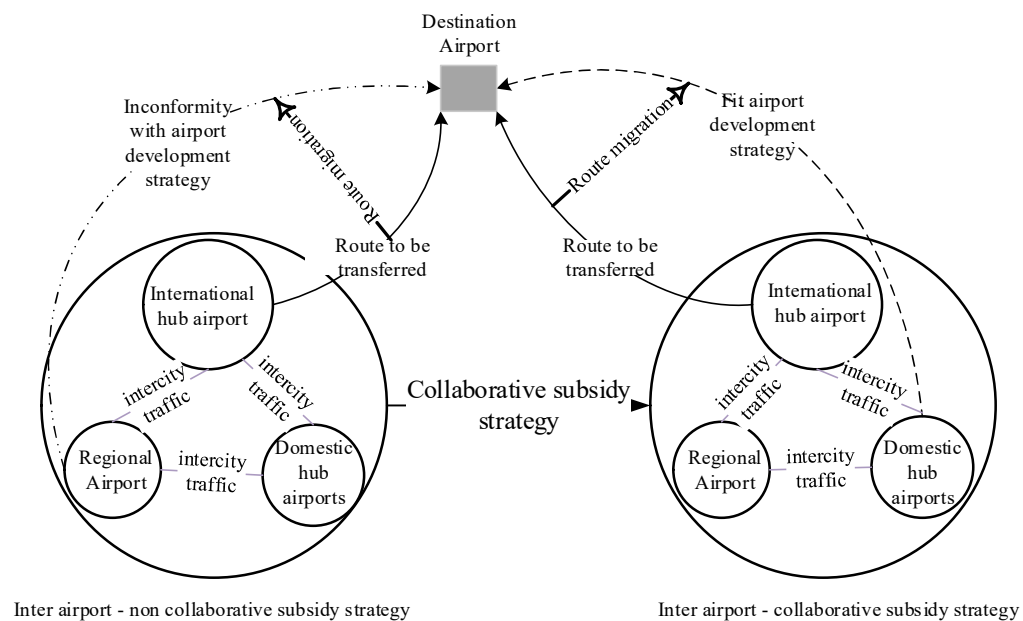 Destination
Airport
Inconformity
with airport
development
strategy
Route migration
Route migration
Fit airport
development
strategy
Route to be
transferred
Route to be
transferred
International
hub airport
International
hub airport
intercity
traffic
intercity
traffic
Collaborative subsidy
strategy
intercity
traffic
intercity
traffic
Regional
Airport
intercity
traffic
Domestic
hub
airports
Regional
Airport
intercity
traffic
Domestic
hub
airports
Inter airport - non collaborative subsidy strategy
Inter airport - collaborative subsidy strategy